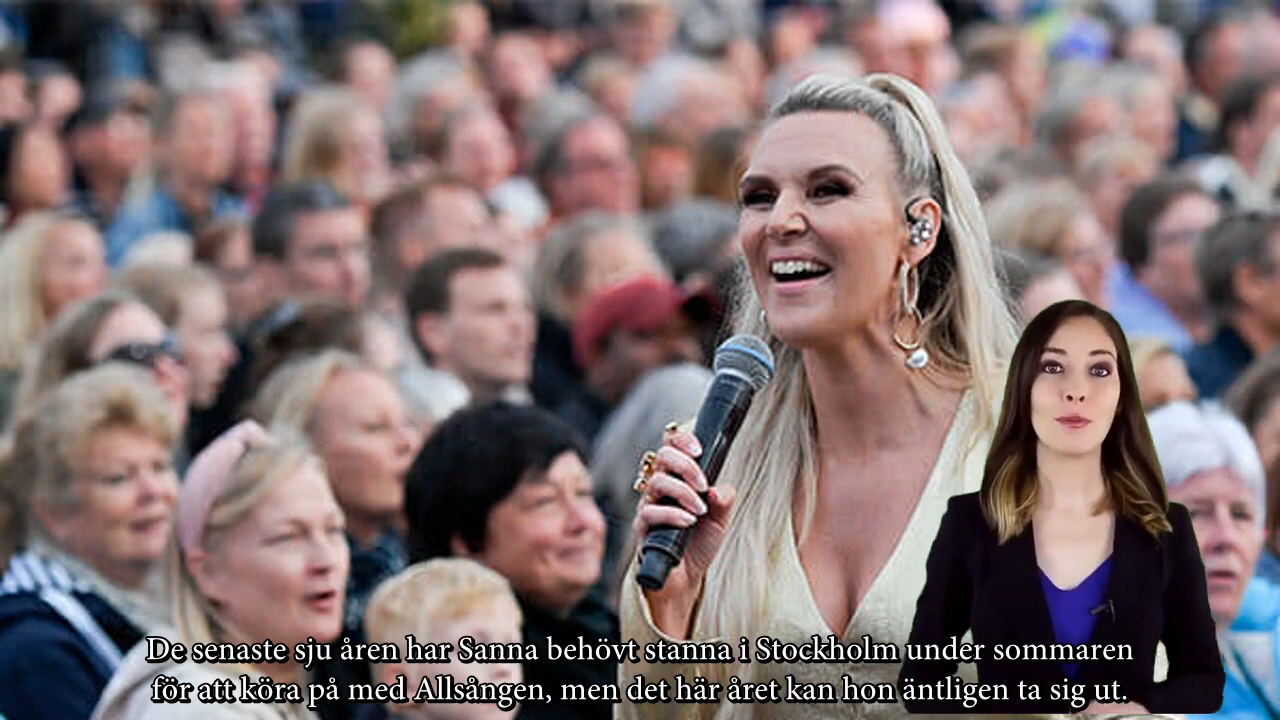 De senaste sju åren har Sanna behövt stanna i Stockholm under sommaren
för att köra på med Allsången, men det här året kan hon äntligen ta sig ut.